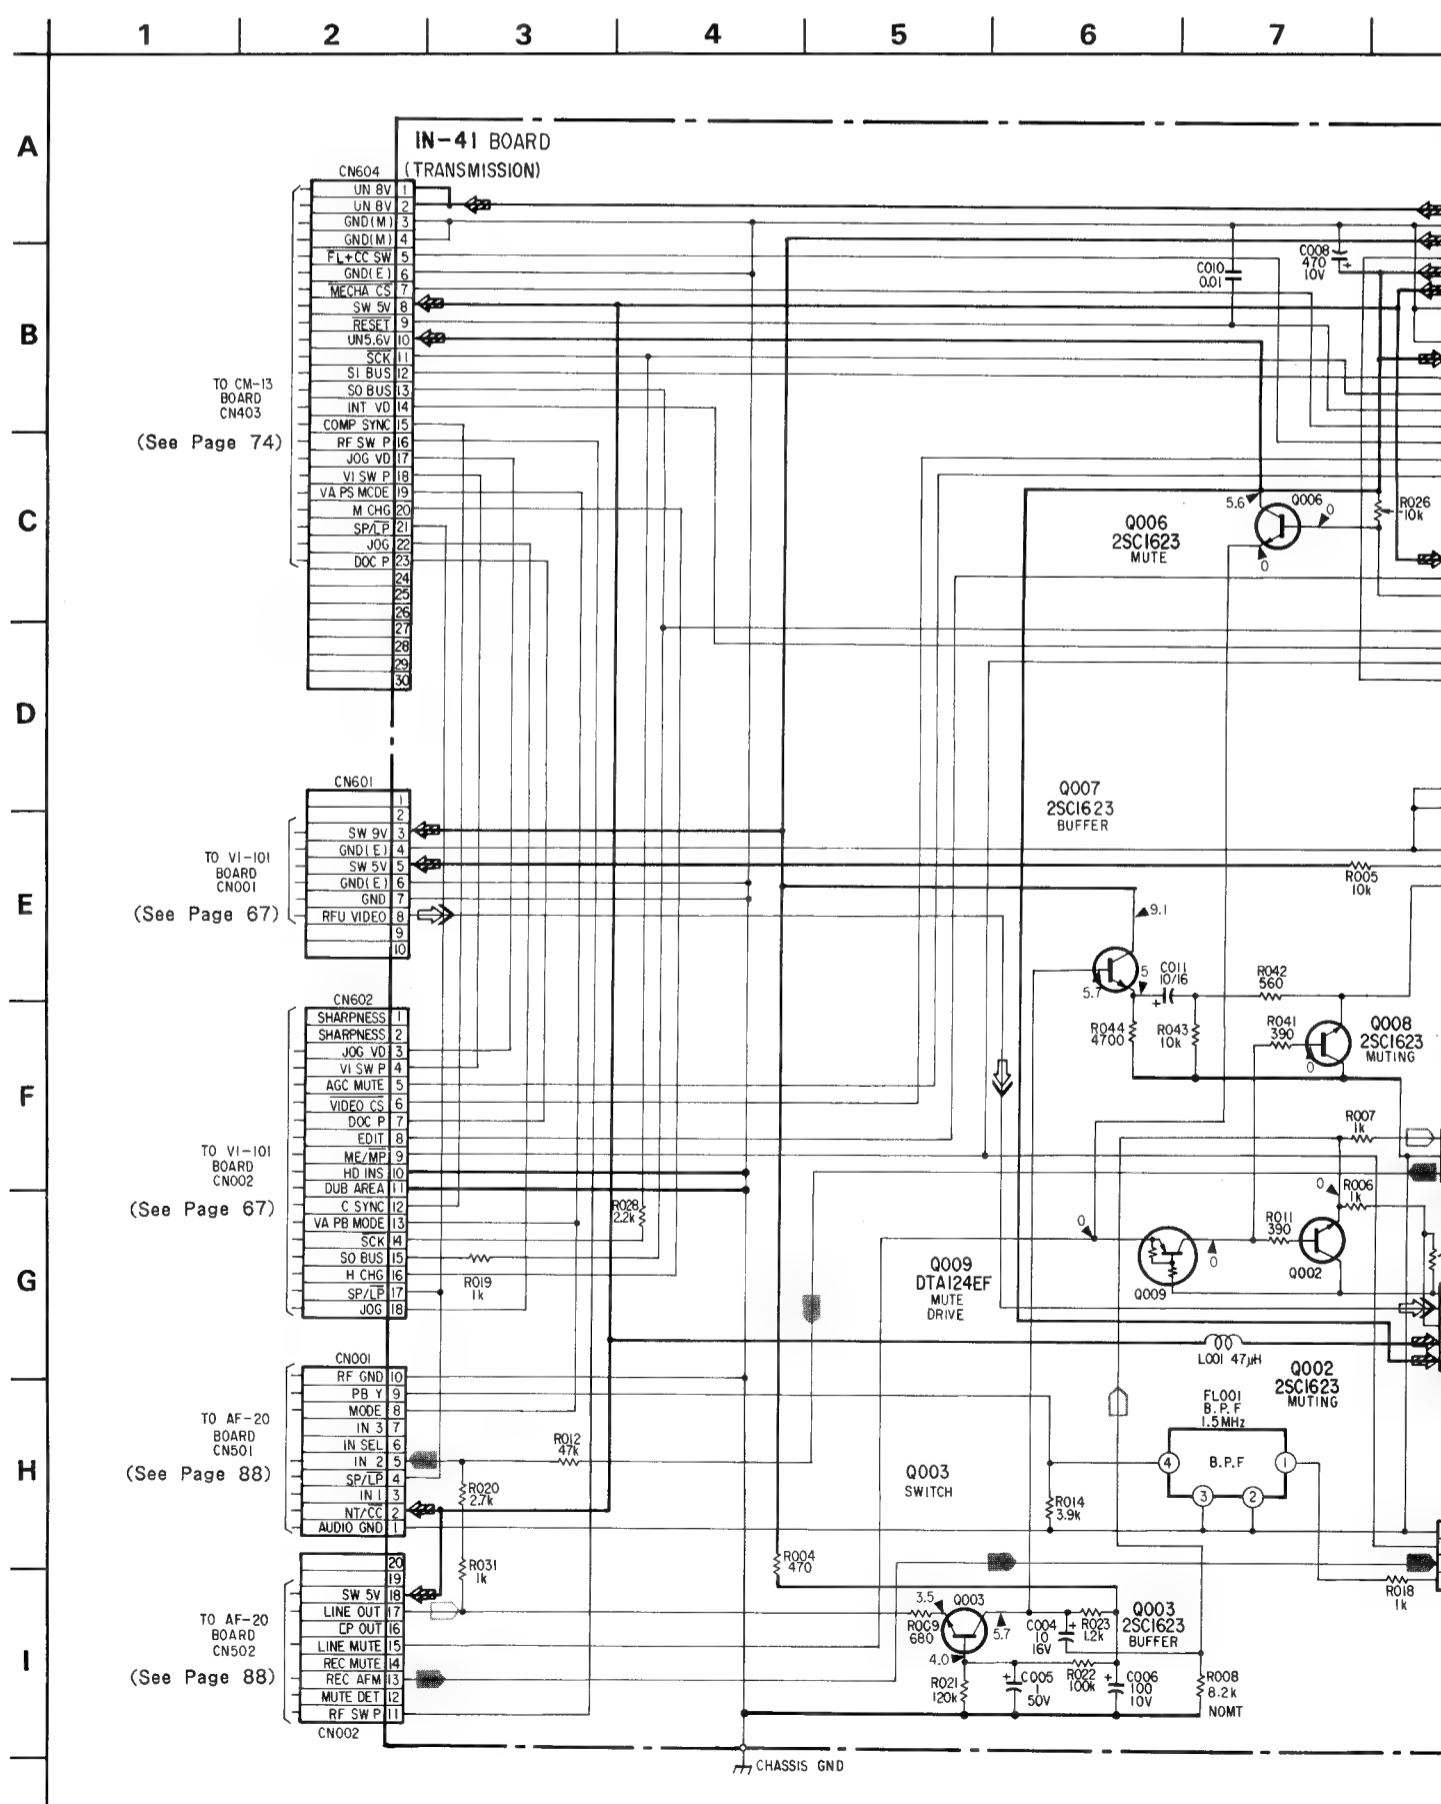 1 2 3 4 5 6 7
A
B
C
D
E
F
G
H
I
IN-41 BOARD
(TRANSMISSION)
CN604
UN 8V 1
UN 8V 2
GND(M) 3
GND(M) 4
FL+CC SW 5
GND(E) 6
MECHA CS 7
SW 5V 8
RESET 9
UN5.6V 10
SCK 11
SI BUS 12
SO BUS 13
INT VD 14
COMP SYNC 15
RF SW P 16
JOG VD 17
VI SW P 18
VA PS MODE 19
M CHG 20
SP/LP 21
JOG 22
DOC P 23
24
25
26
27
28
29
30
TO CM-13
BOARD
CN403
(See Page 74)
C010
0.01
C008
470
10V
+
5.6
Q006
0
R026
10k
Q006
2SC1623
MUTE
0
CN601
1
2
SW 9V 3
GND(E) 4
SW 5V 5
GND(E) 6
GND 7
RFU VIDEO 8
9
10
TO VI-101
BOARD
CN001
(See Page 67)
Q007
2SC1623
BUFFER
R005
10k
9.1
5.7
5
C011
10/16
+
R042
560
R044
4700
R043
10k
R041
390
0
Q008
2SC1623
MUTING
CN602
SHARPNESS 1
SHARPNESS 2
JOG VD 3
VI SW P 4
AGC MUTE 5
VIDEO CS 6
DOC P 7
EDIT 8
ME/MP 9
HD INS 10
DUB AREA 11
C SYNC 12
VA PB MODE 13
SCK 14
SO BUS 15
H CHG 16
SP/LP 17
JOG 18
TO VI-101
BOARD
CN002
(See Page 67)
R028
2.2k
R019
1k
R007
1k
0
R006
1k
R011
390
Q002
0
Q009
0
Q009
DTA124EF
MUTE
DRIVE
L001 47μH
Q002
2SC1623
MUTING
CN001
RF GND 10
PB Y 9
MODE 8
IN 3 7
IN SEL 6
IN 2 5
SP/LP 4
IN 1 3
NT/CC 2
AUDIO GND 1
TO AF-20
BOARD
CN501
(See Page 88)
R012
47k
R020
2.7k
R031
1k
Q003
SWITCH
FL001
B.P.F
1.5MHz
B.P.F
4 1
3 2
R014
3.9k
R004
470
R018
1k
20
19
SW 5V 18
LINE OUT 17
EP OUT 16
LINE MUTE 15
REC MUTE 14
REC AFM 13
MUTE DET 12
RF SW P 11
CN002
TO AF-20
BOARD
CN502
(See Page 88)
3.5
Q003
R009
680
5.7
4.0
C004
10
16V
+
R023
1.2k
Q003
2SC1623
BUFFER
R021
120k
+
C005
1
50V
R022
100k
+
C006
100
10V
R008
8.2k
NOMT
CHASSIS GND